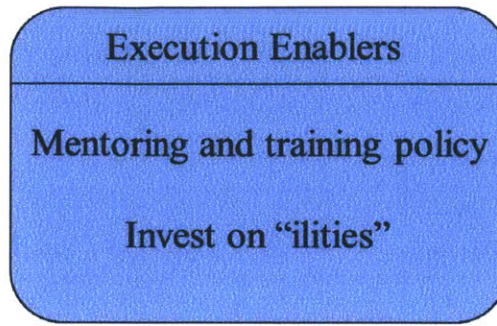 Execution Enablers
Mentoring and training policy
Invest on “ilities”